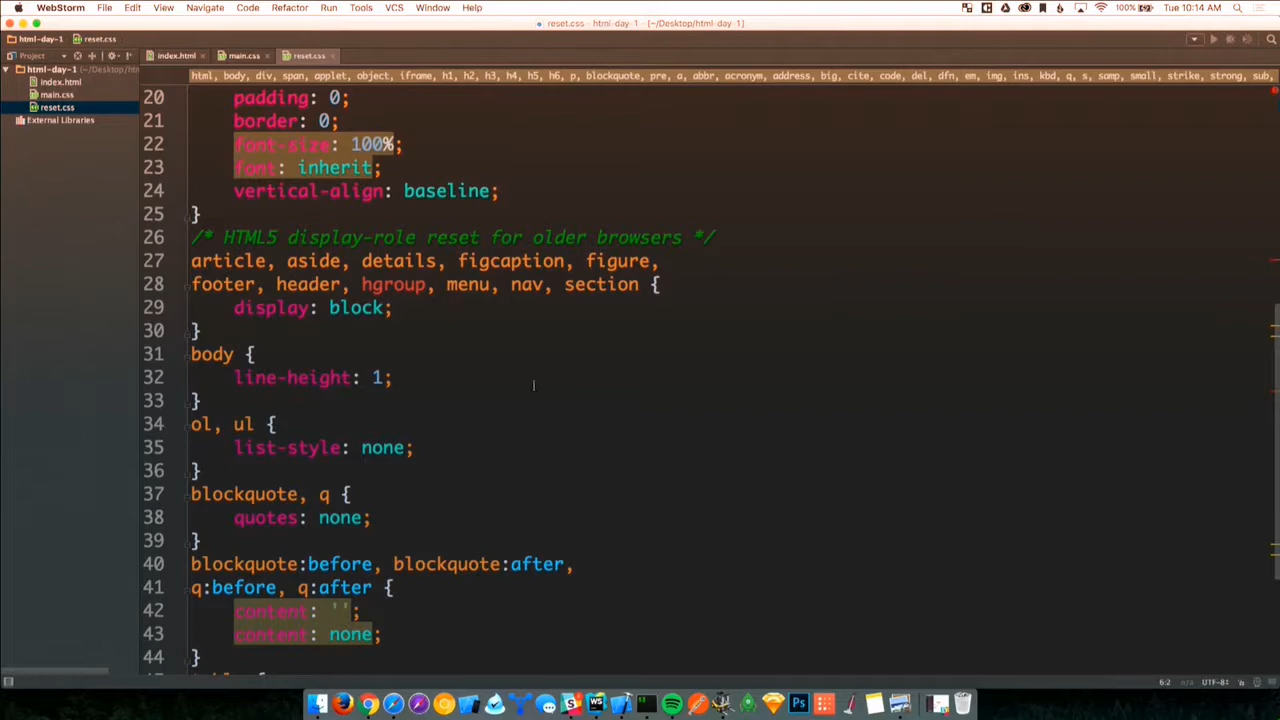 WebStorm File Edit View Navigate Code Refactor Run Tools VCS Window Help 100% Tue 10:14 AM
reset.css - html-day-1 - [~/Desktop/html-day-1]
html-day-1 reset.css
Project index.html main.css reset.css
html-day-1 (~/Desktop/htm
index.html
main.css
reset.css
External Libraries
html, body, div, span, applet, object, iframe, h1, h2, h3, h4, h5, h6, p, blockquote, pre, a, abbr, acronym, address, big, cite, code, del, dfn, em, img, ins, kbd, q, s, samp, small, strike, strong, sub,
20 padding: 0;
21 border: 0;
22 font-size: 100%;
23 font: inherit;
24 vertical-align: baseline;
25 }
26 /* HTML5 display-role reset for older browsers */
27 article, aside, details, figcaption, figure,
28 footer, header, hgroup, menu, nav, section {
29 display: block;
30 }
31 body {
32 line-height: 1;
33 }
34 ol, ul {
35 list-style: none;
36 }
37 blockquote, q {
38 quotes: none;
39 }
40 blockquote:before, blockquote:after,
41 q:before, q:after {
42 content: '';
43 content: none;
44 }
6:2 n/a UTF-8
WS
Ps